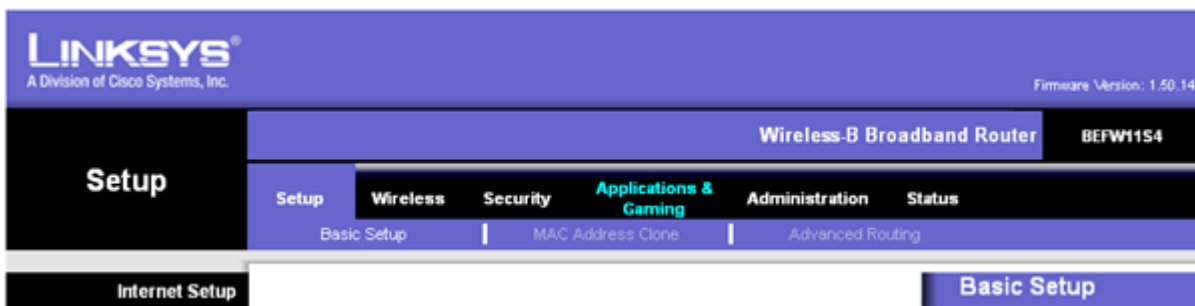 LINKSYS®
A Division of Cisco Systems, Inc.
Firmware Version: 1.50.14
Wireless-B Broadband Router BEFW11S4
Setup
Setup Wireless Security Applications & Gaming Administration Status
Basic Setup MAC Address Clone Advanced Routing
Internet Setup
Basic Setup